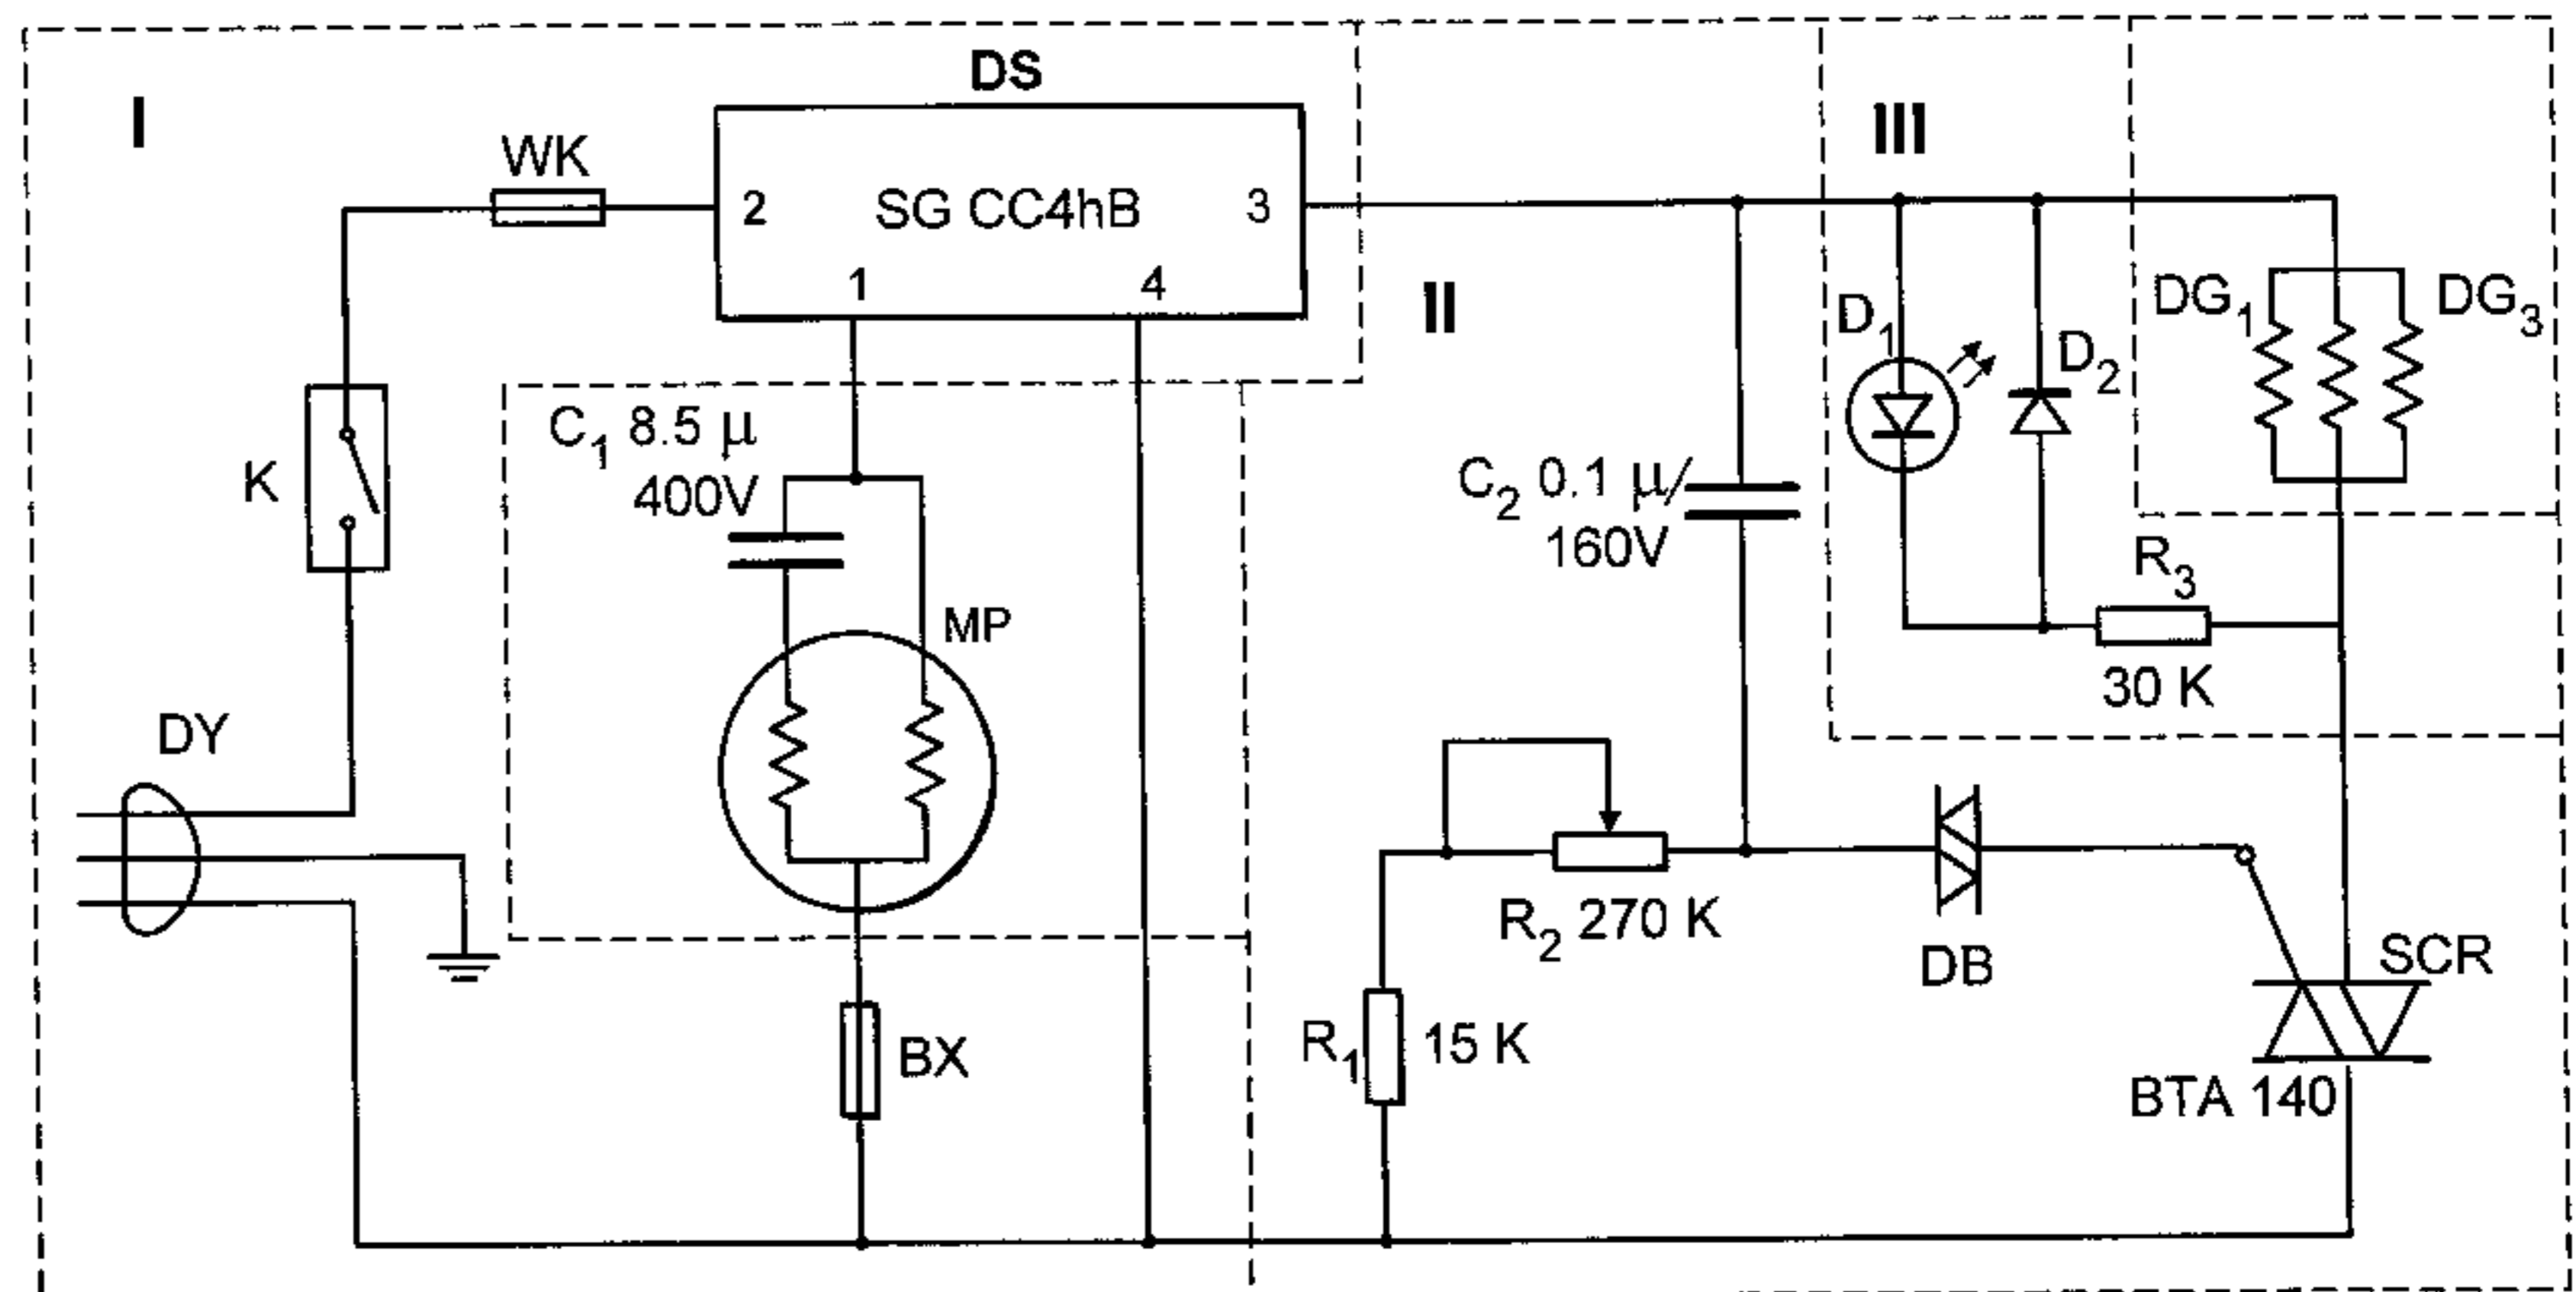 I
DS
III
WK
2
SG CC4hB
3
1
4
II
D1
D2
DG1
DG3
C1 8.5 μ
400V
K
C2 0.1 μ/
160V
R3
MP
30 K
DY
R2 270 K
DB
SCR
BX
R1
15 K
BTA 140